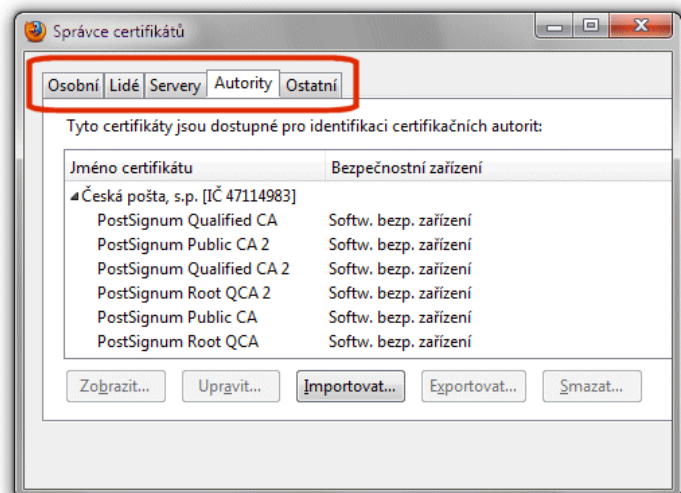 Správce certifikátů
Osobní Lidé Servery Autority Ostatní
Tyto certifikáty jsou dostupné pro identifikaci certifikačních autorit:
Jméno certifikátu Bezpečnostní zařízení
Česká pošta, s.p. [IČ 47114983]
PostSignum Qualified CA Softw. bezp. zařízení
PostSignum Public CA 2 Softw. bezp. zařízení
PostSignum Qualified CA 2 Softw. bezp. zařízení
PostSignum Root QCA 2 Softw. bezp. zařízení
PostSignum Public CA Softw. bezp. zařízení
PostSignum Root QCA Softw. bezp. zařízení
Zobrazit... Upravit... Importovat... Exportovat... Smazat...